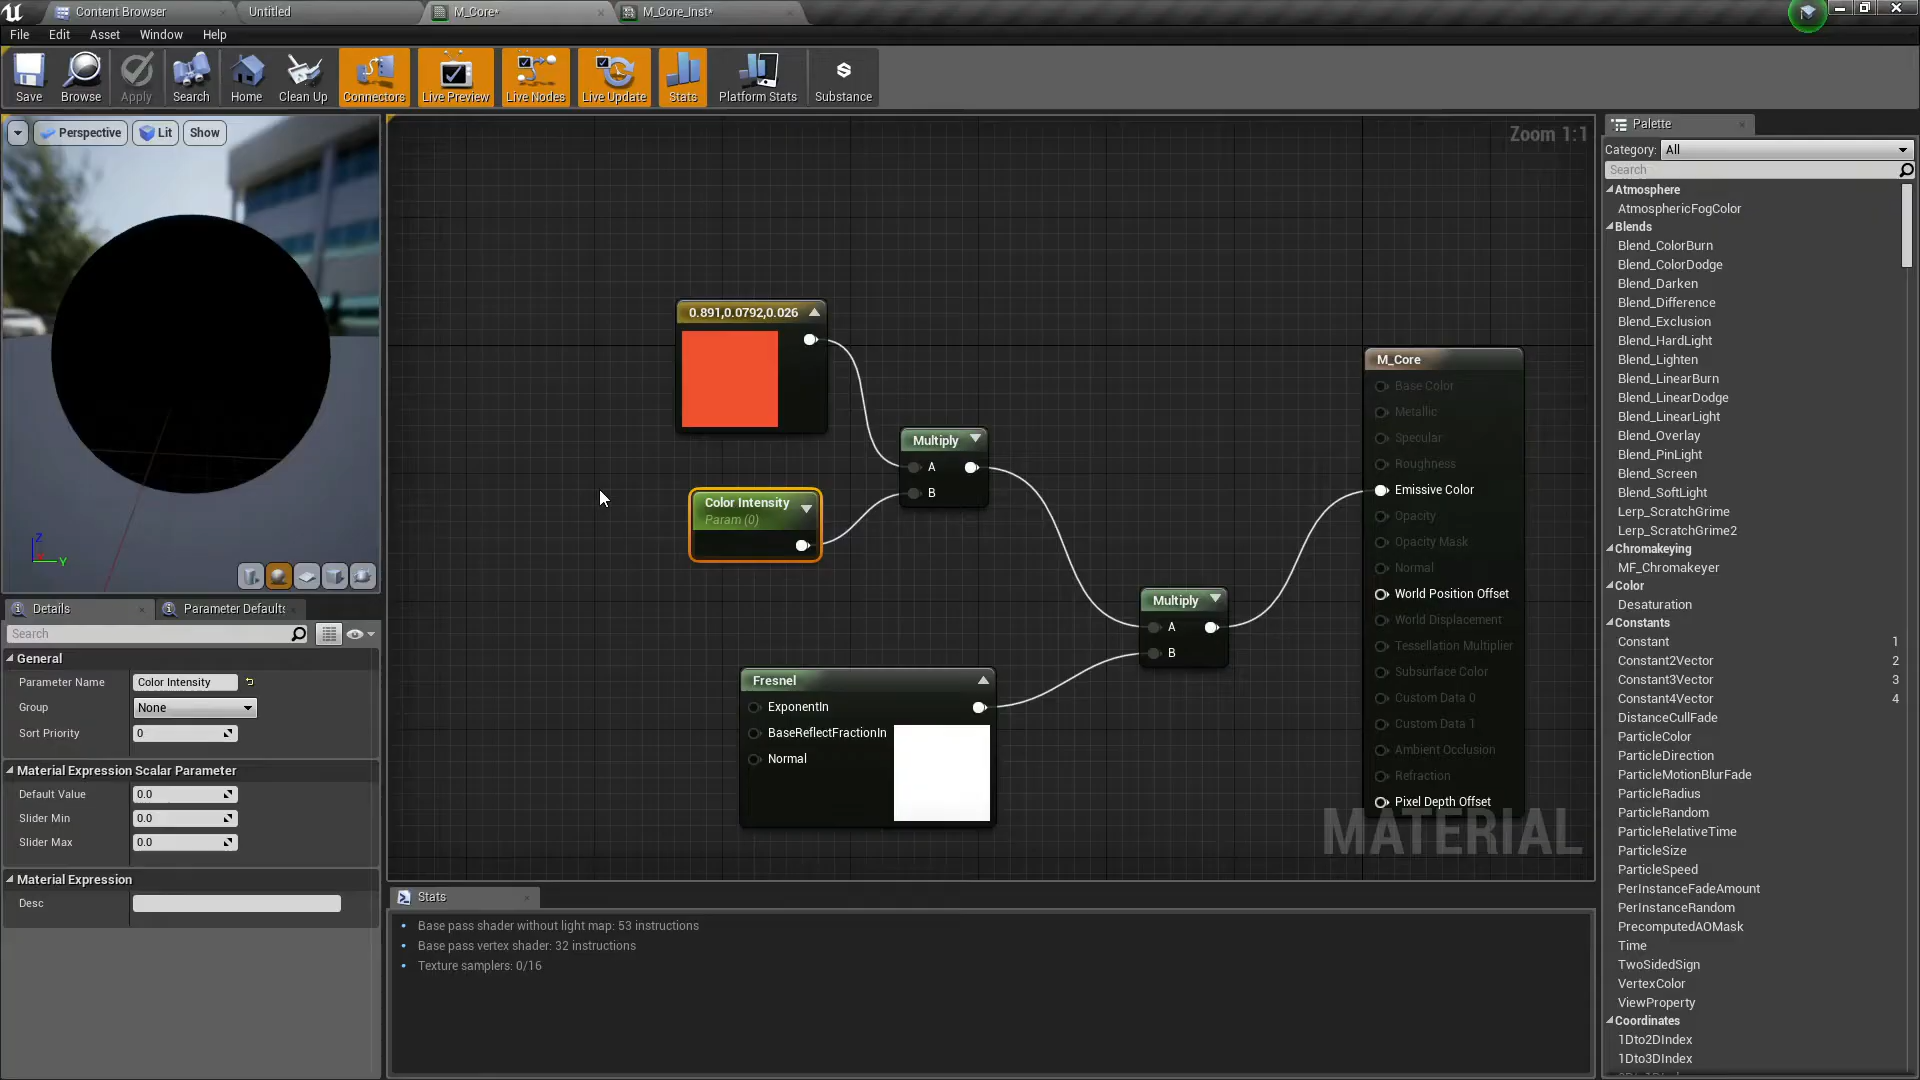 Content Browser
Untitled
M_Core*
M_Core_Inst*
File
Edit
Asset
Window
Help
Save
Browse
Apply
Search
Home
Clean Up
Connectors
Live Preview
Live Nodes
Live Update
Stats
Platform Stats
Substance
Perspective
Lit
Show
Z
Y
Zoom 1:1
0.891,0.0792,0.026
Multiply
A
B
Color Intensity
Param (0)
Multiply
A
B
Fresnel
ExponentIn
BaseReflectFractionIn
Normal
M_Core
Base Color
Metallic
Specular
Roughness
Emissive Color
Opacity
Opacity Mask
Normal
World Position Offset
World Displacement
Tessellation Multiplier
Subsurface Color
Custom Data 0
Custom Data 1
Ambient Occlusion
Refraction
Pixel Depth Offset
MATERIAL
Details
Parameter Defaults
Search
General
Parameter Name Color Intensity
Group None
Sort Priority 0
Material Expression Scalar Parameter
Default Value 0.0
Slider Min 0.0
Slider Max 0.0
Material Expression
Desc
Stats
Base pass shader without light map: 53 instructions
Base pass vertex shader: 32 instructions
Texture samplers: 0/16
Palette
Category: All
Search
Atmosphere
AtmosphericFogColor
Blends
Blend_ColorBurn
Blend_ColorDodge
Blend_Darken
Blend_Difference
Blend_Exclusion
Blend_HardLight
Blend_Lighten
Blend_LinearBurn
Blend_LinearDodge
Blend_LinearLight
Blend_Overlay
Blend_PinLight
Blend_Screen
Blend_SoftLight
Lerp_ScratchGrime
Lerp_ScratchGrime2
Chromakeying
MF_Chromakeyer
Color
Desaturation
Constants
Constant 1
Constant2Vector 2
Constant3Vector 3
Constant4Vector 4
DistanceCullFade
ParticleColor
ParticleDirection
ParticleMotionBlurFade
ParticleRadius
ParticleRandom
ParticleRelativeTime
ParticleSize
ParticleSpeed
PerInstanceFadeAmount
PerInstanceRandom
PrecomputedAOMask
Time
TwoSidedSign
VertexColor
ViewProperty
Coordinates
1Dto2DIndex
1Dto3DIndex